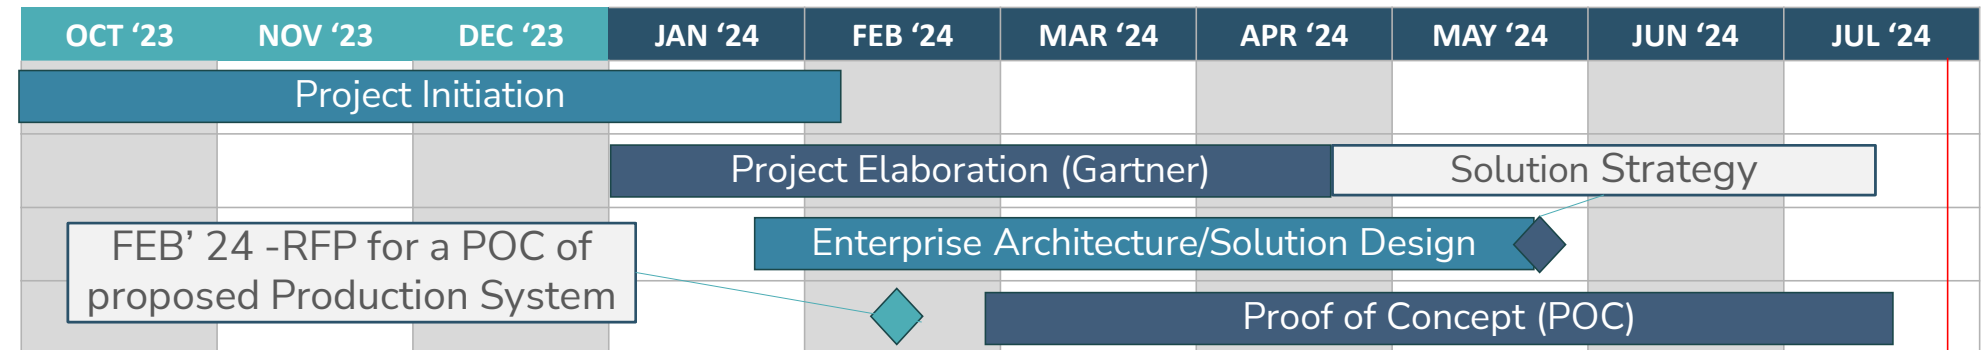 OCT ‘23 NOV ‘23 DEC ‘23 JAN ‘24 FEB ‘24 MAR ‘24 APR ‘24 MAY ‘24 JUN ‘24 JUL ‘24
Project Initiation
Project Elaboration (Gartner) Solution Strategy
Enterprise Architecture/Solution Design
FEB’ 24 -RFP for a POC of
proposed Production System
Proof of Concept (POC)